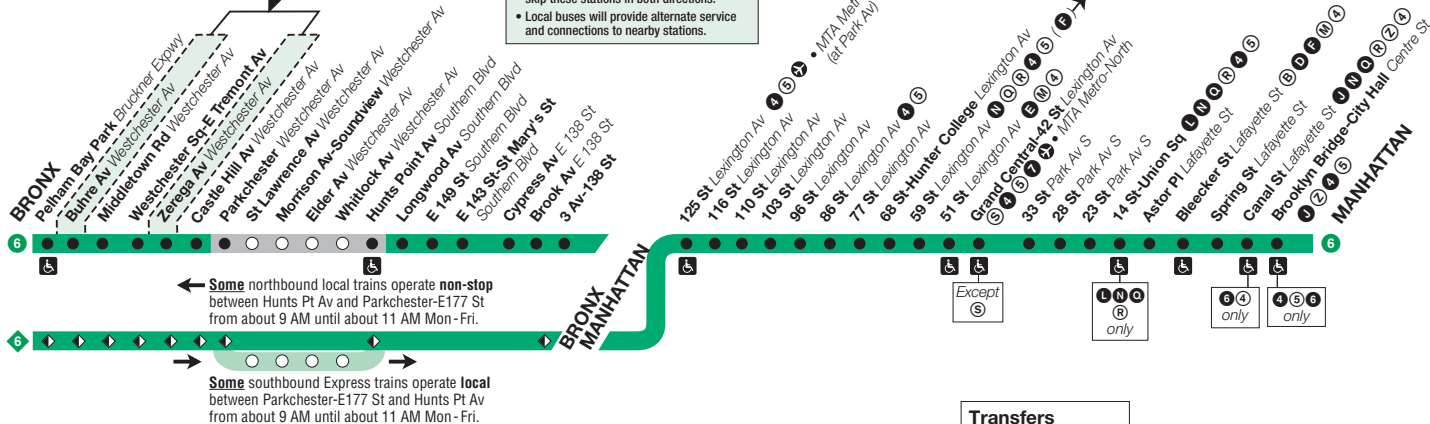 skip these stations in both directions.
• Local buses will provide alternate service
and connections to nearby stations.
BRONX
Pelham Bay Park Bruckner Expwy
Buhre Av Westchester Av
Middletown Rd Westchester Av
Westchester Sq-E Tremont Av
Zerega Av Westchester Av
Castle Hill Av Westchester Av
Parkchester Westchester Av
St Lawrence Av Westchester Av
Morrison Av-Soundview Westchester Av
Elder Av Westchester Av
Whitlock Av Westchester Av
Hunts Point Av Southern Blvd
Longwood Av Southern Blvd
E 149 St Southern Blvd
E 143 St-St Mary's St
Southern Blvd
Cypress Av E 138 St
Brook Av E 138 St
3 Av-138 St
125 St Lexington Av 4 5 • MTA Metr
(at Park Av)
116 St Lexington Av
110 St Lexington Av
103 St Lexington Av
96 St Lexington Av
86 St Lexington Av 4 5
77 St Lexington Av
68 St-Hunter College Lexington Av
59 St Lexington Av N Q R 4 5 ( F )
51 St Lexington Av E M 4
Grand Central-42 St Lexington Av
S 4 5 7 • MTA Metro-North
33 St Park Av S
28 St Park Av S
23 St Park Av S
14 St-Union Sq L N Q R 4 5
Astor Pl Lafayette St
Bleecker St Lafayette St B D F M 4
Spring St Lafayette St
Canal St Lafayette St J N Q R Z 4
Brooklyn Bridge-City Hall Centre St
J Z 4 5
MANHATTAN
6
6
Except
S
L N Q
R
only
6 4
only
4 5 6
only
Some northbound local trains operate non-stop
between Hunts Pt Av and Parkchester-E177 St
from about 9 AM until about 11 AM Mon-Fri.
6
BRONX
MANHATTAN
Some southbound Express trains operate local
between Parkchester-E177 St and Hunts Pt Av
from about 9 AM until about 11 AM Mon-Fri.
Transfers